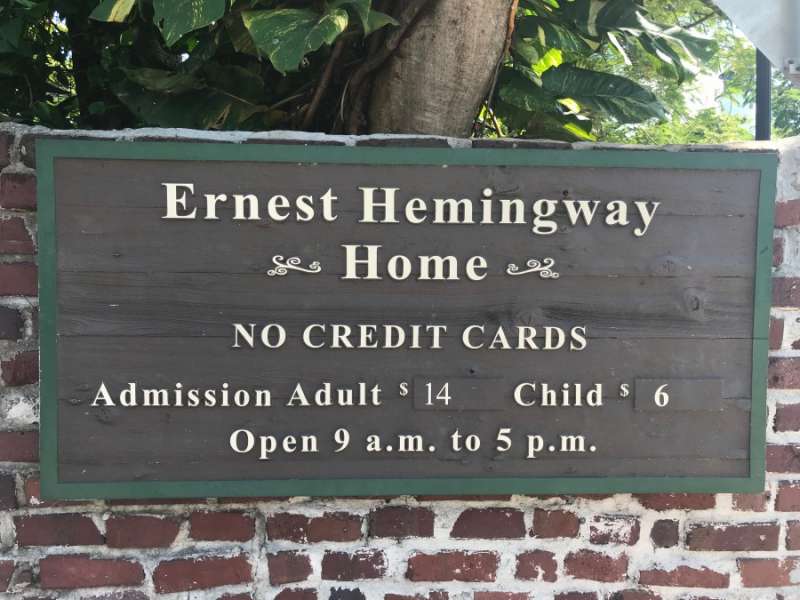 Ernest Hemingway
Home
NO CREDIT CARDS
Admission Adult $ 14 Child $ 6
Open 9 a.m. to 5 p.m.